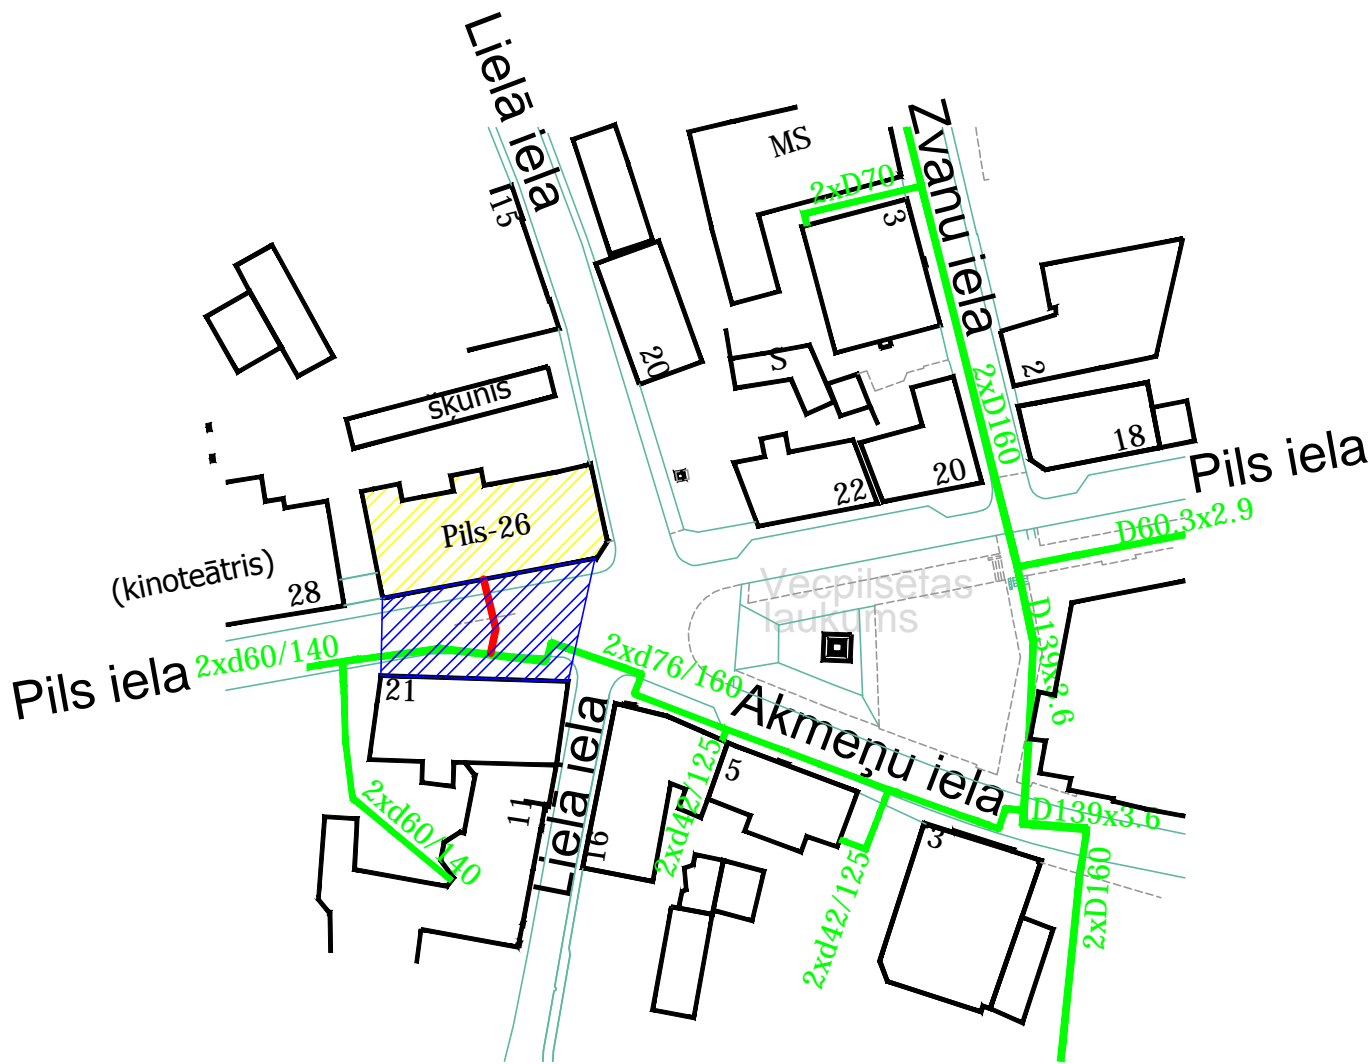 Lielā iela
Zvaņu iela
MS
15
2xD70
3
20
S
2
šķūnis
2xD160
18
Pils iela
22
20
Pils-26
D60.3x2.9
(kinoteātris)
28
Vecpilsētas
laukums
D139x3.6
Pils iela
2xd60/140
2xd76/160
21
Akmeņu iela
Lielā iela
5
2xd42/125
11
16
2xd60/140
D139x3.6
3
2xd42/125
2xD160